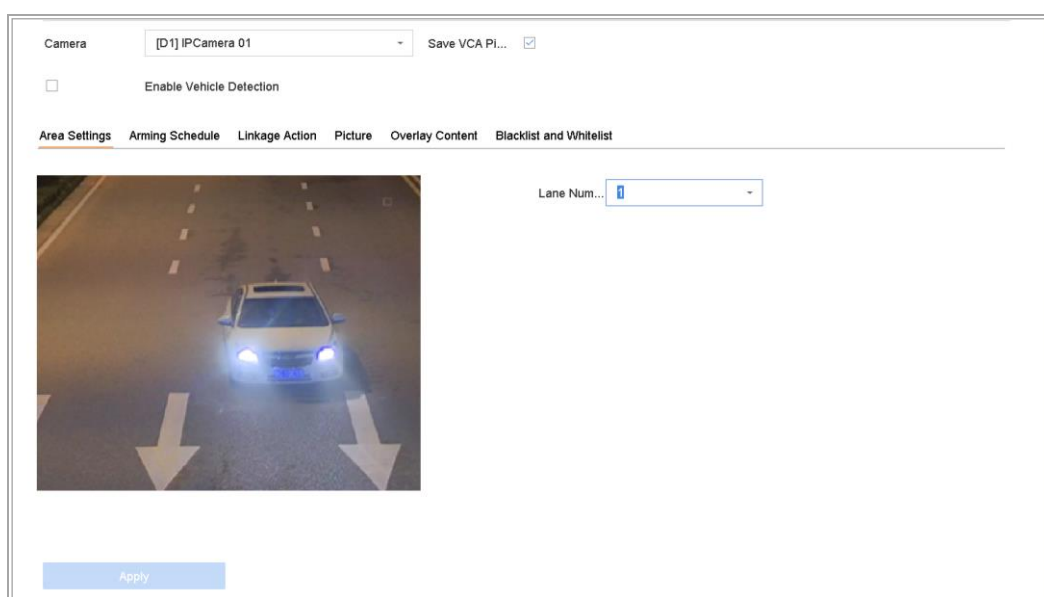 Camera [D1] IPCamera 01 Save VCA Pi...
Enable Vehicle Detection
Area Settings Arming Schedule Linkage Action Picture Overlay Content Blacklist and Whitelist
Lane Num... 1
Apply